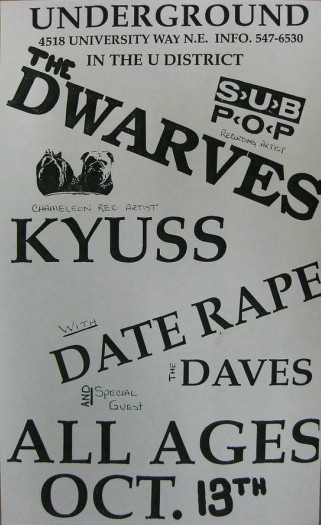 UNDERGROUND
4518 UNIVERSITY WAY N.E. INFO. 547-6530
IN THE U DISTRICT
THE
DWARVES
SUB
POP
RECORDING ARTIST
CHAMELEON REC ARTIST
KYUSS
WITH
DATE RAPE
THE DAVES
AND SPECIAL
GUEST
ALL AGES
OCT. 13TH